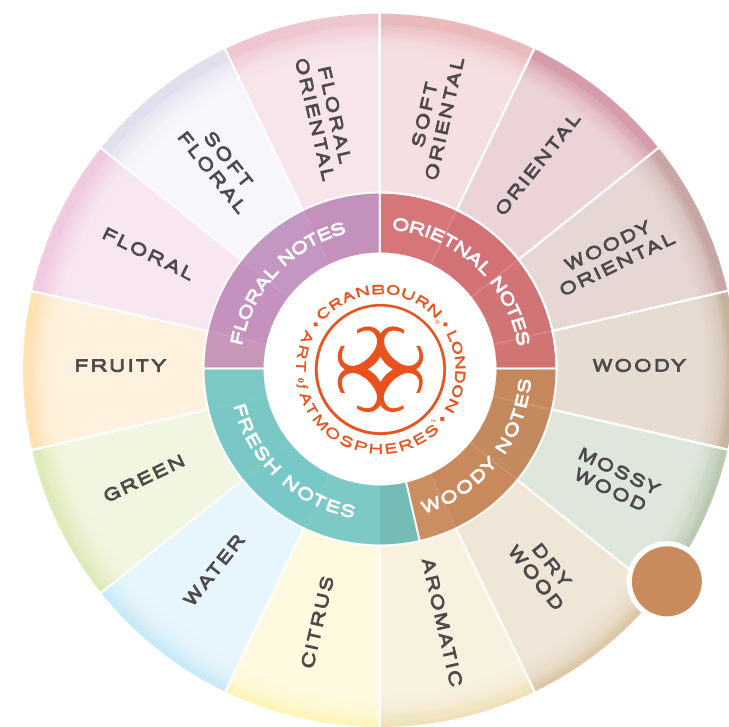 FLORAL
ORIENTAL
SOFT
ORIENTAL
ORIENTAL
WOODY
ORIENTAL
WOODY
MOSSY
WOOD
DRY
WOOD
AROMATIC
CITRUS
WATER
GREEN
FRUITY
FLORAL
SOFT
FLORAL
FLORAL NOTES
ORIETNAL NOTES
WOODY NOTES
FRESH NOTES
CRANBOURN® LONDON
ART of ATMOSPHERES™